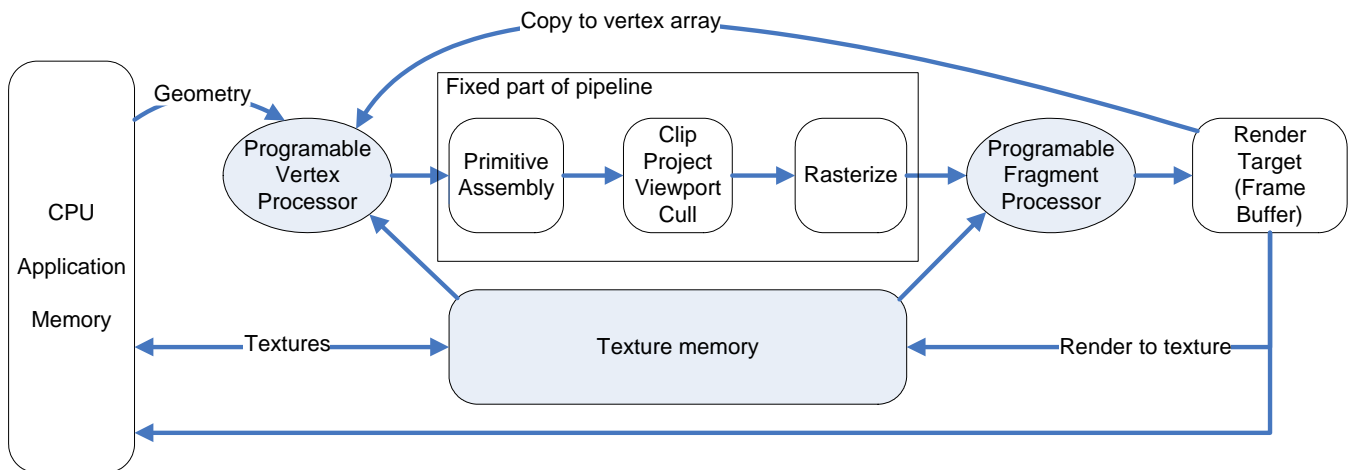 Copy to vertex array
Geometry
Fixed part of pipeline
CPU
Application
Memory
Programable
Vertex
Processor
Primitive
Assembly
Clip
Project
Viewport
Cull
Rasterize
Programable
Fragment
Processor
Render
Target
(Frame
Buffer)
Textures
Texture memory
Render to texture